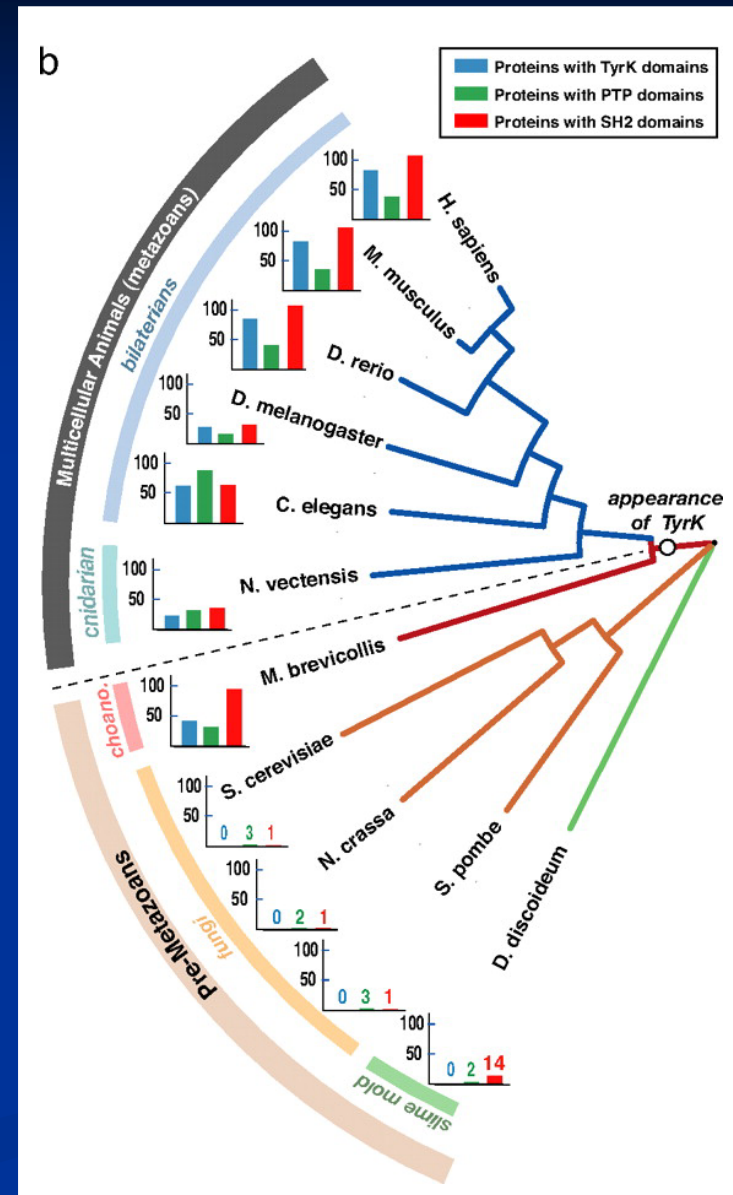 b
Proteins with TyrK domains
Proteins with PTP domains
Proteins with SH2 domains
Multicellular Animals (metazoans)
bilaterians
cnidarian
100
50
H. sapiens
100
50
M. musculus
100
50
D. rerio
100
50
D. melanogaster
100
50
C. elegans
100
50
N. vectensis
appearance
of TyrK
Pre-Metazoans
choano.
fungi
slime mold
100
50
M. brevicollis
100
50
0 3 1
S. cerevisiae
100
50
0 2 1
N. crassa
100
50
0 3 1
S. pombe
100
50
0 2 14
D. discoideum